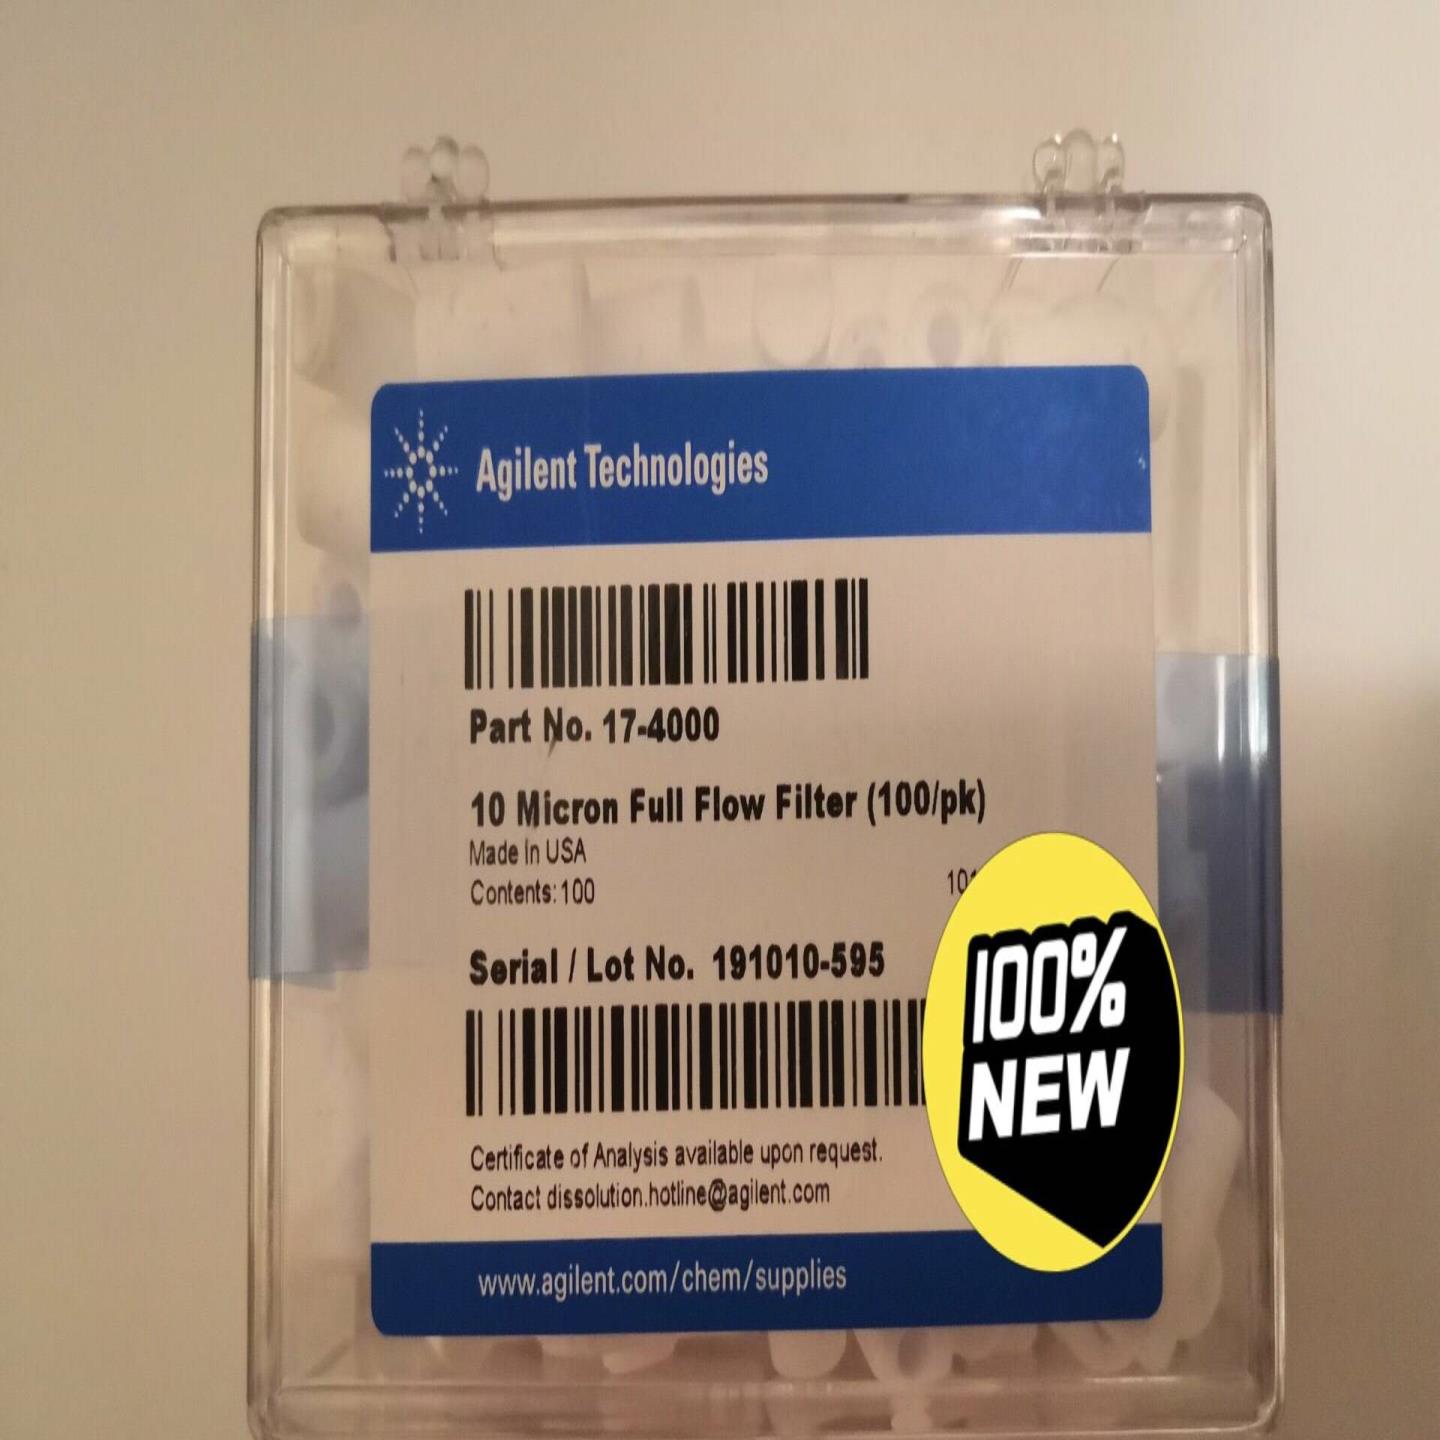 Agilent Technologies
Part No. 17-4000
10 Micron Full Flow Filter (100/pk)
Made In USA
Contents: 100
Serial / Lot No. 191010-595
Certificate of Analysis available upon request.
Contact dissolution.hotline@agilent.com
www.agilent.com/chem/supplies
100%
NEW